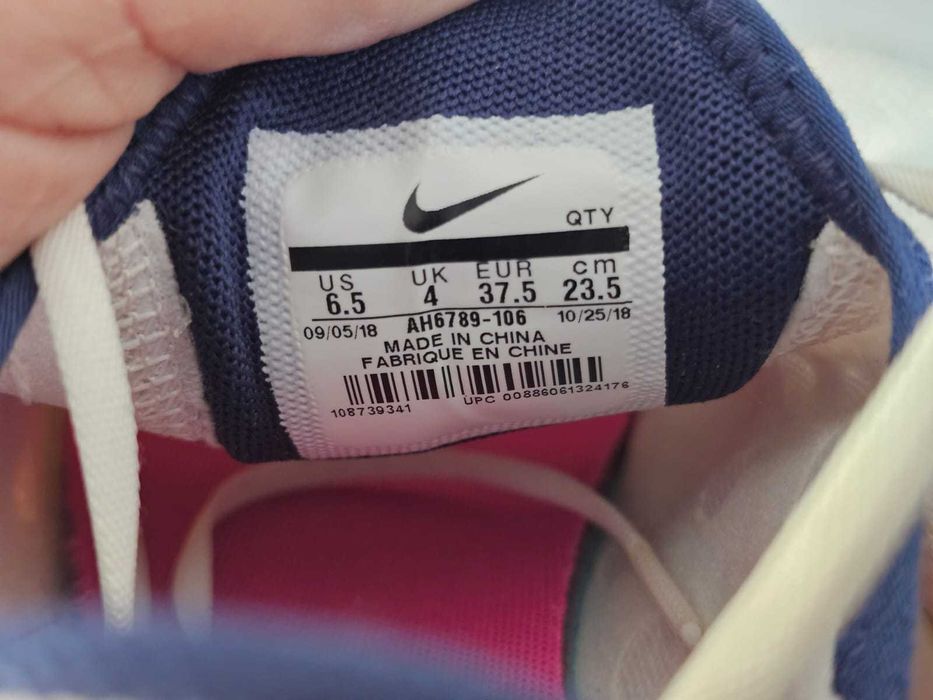 QTY
US UK EUR cm
6.5 4 37.5 23.5
09/05/18 AH6789-106 10/25/18
MADE IN CHINA
FABRIQUE EN CHINE
108739341 UPC 00886061324176